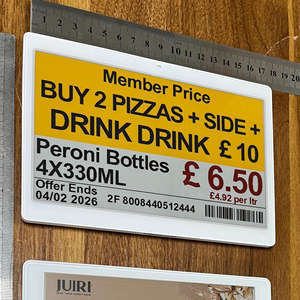 1 2 3 4 5 6 7 8 9 10 11 12 13 14 15 16 17 18 19 20
Member Price
BUY 2 PIZZAS + SIDE +
DRINK DRINK £ 10
Peroni Bottles
4X330ML
£ 6.50
£4.92 per ltr
Offer Ends
04/02 2026
2F 8008440512444
JUIRI